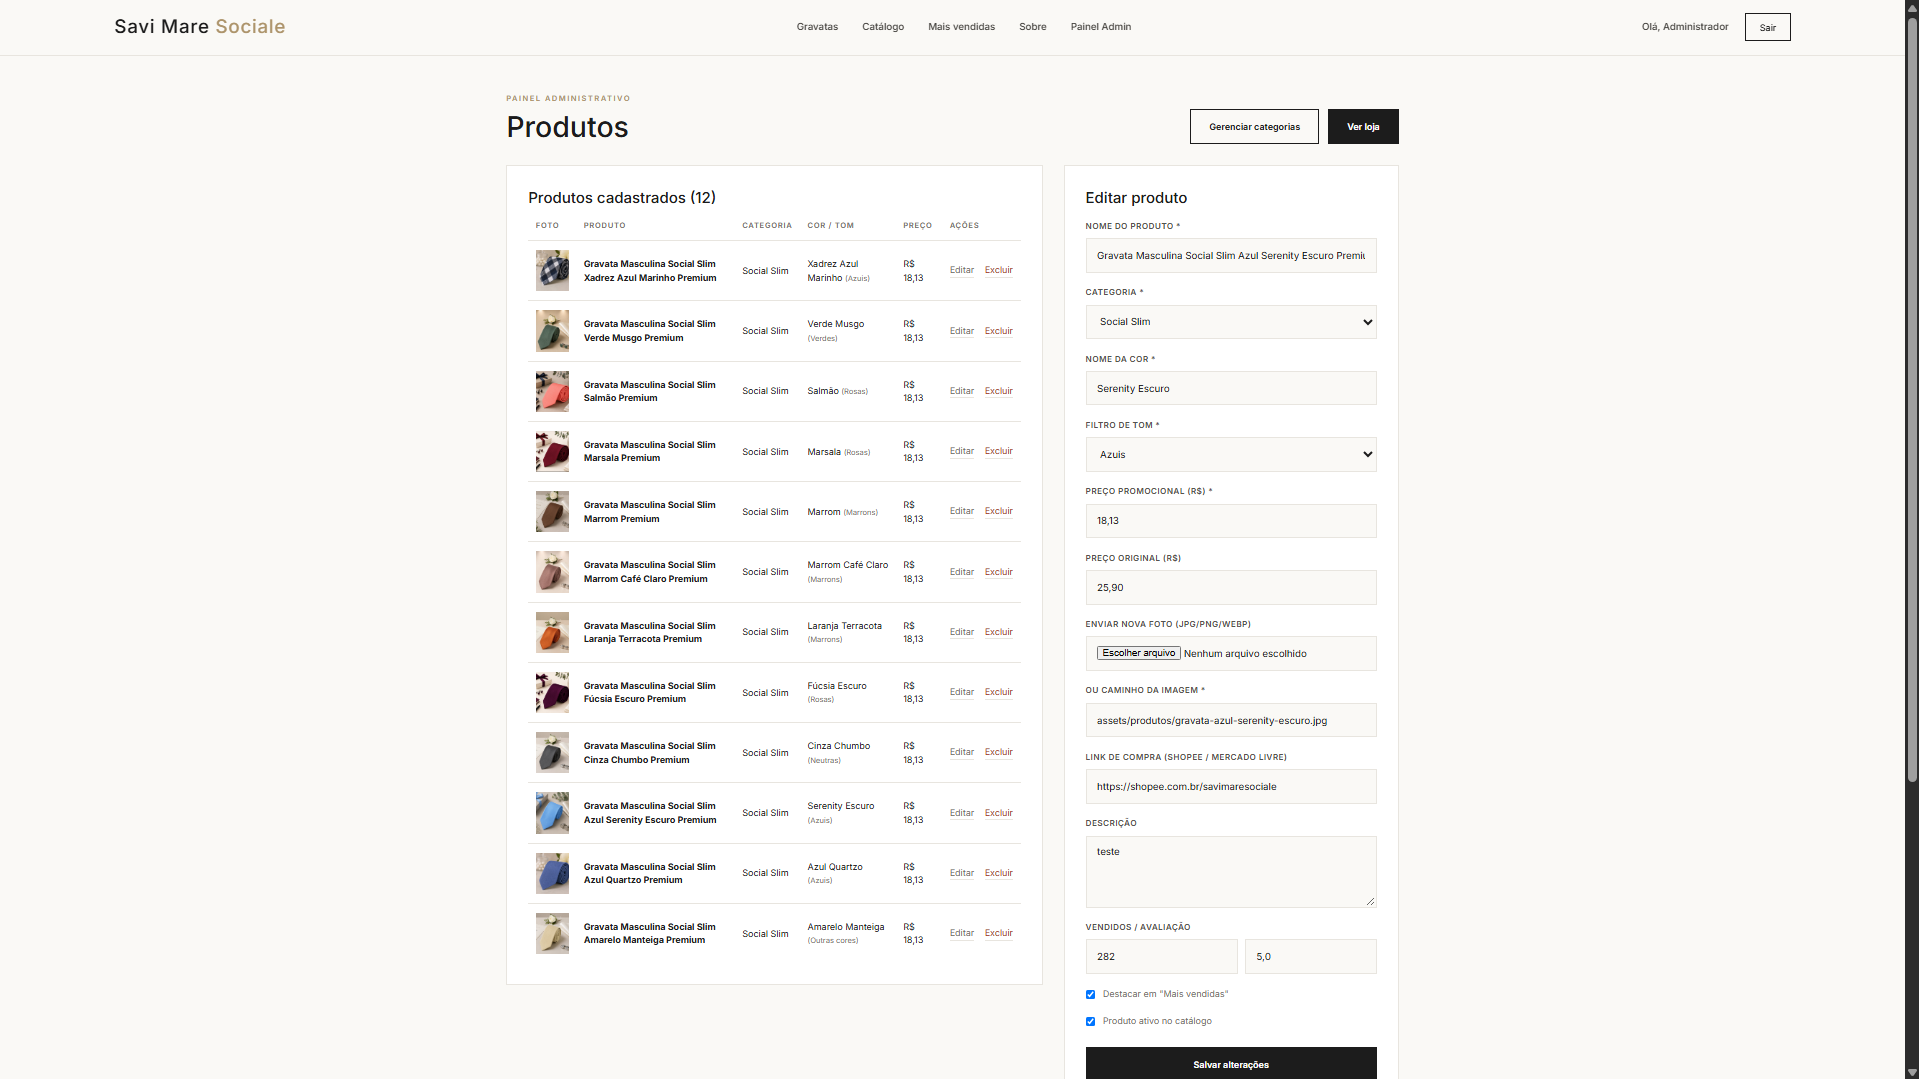 Savi Mare Sociale
Gravatas
Catálogo
Mais vendidas
Sobre
Painel Admin
Olá, Administrador
Sair
PAINEL ADMINISTRATIVO
Produtos
Gerenciar categorias
Ver loja
Produtos cadastrados (12)
FOTO PRODUTO CATEGORIA COR / TOM PREÇO AÇÕES
Gravata Masculina Social Slim
Xadrez Azul Marinho Premium
Social Slim
Xadrez Azul
Marinho (Azuis)
R$
18,13
Editar Excluir
Gravata Masculina Social Slim
Verde Musgo Premium
Social Slim
Verde Musgo
(Verdes)
R$
18,13
Editar Excluir
Gravata Masculina Social Slim
Salmão Premium
Social Slim
Salmão (Rosas)
R$
18,13
Editar Excluir
Gravata Masculina Social Slim
Marsala Premium
Social Slim
Marsala (Rosas)
R$
18,13
Editar Excluir
Gravata Masculina Social Slim
Marrom Premium
Social Slim
Marrom (Marrons)
R$
18,13
Editar Excluir
Gravata Masculina Social Slim
Marrom Café Claro Premium
Social Slim
Marrom Café Claro
(Marrons)
R$
18,13
Editar Excluir
Gravata Masculina Social Slim
Laranja Terracota Premium
Social Slim
Laranja Terracota
(Marrons)
R$
18,13
Editar Excluir
Gravata Masculina Social Slim
Fúcsia Escuro Premium
Social Slim
Fúcsia Escuro
(Rosas)
R$
18,13
Editar Excluir
Gravata Masculina Social Slim
Cinza Chumbo Premium
Social Slim
Cinza Chumbo
(Neutras)
R$
18,13
Editar Excluir
Gravata Masculina Social Slim
Azul Serenity Escuro Premium
Social Slim
Serenity Escuro
(Azuis)
R$
18,13
Editar Excluir
Gravata Masculina Social Slim
Azul Quartzo Premium
Social Slim
Azul Quartzo
(Azuis)
R$
18,13
Editar Excluir
Gravata Masculina Social Slim
Amarelo Manteiga Premium
Social Slim
Amarelo Manteiga
(Outras cores)
R$
18,13
Editar Excluir
Editar produto
NOME DO PRODUTO *
Gravata Masculina Social Slim Azul Serenity Escuro Premiu
CATEGORIA *
Social Slim
NOME DA COR *
Serenity Escuro
FILTRO DE TOM *
Azuis
PREÇO PROMOCIONAL (R$) *
18,13
PREÇO ORIGINAL (R$)
25,90
ENVIAR NOVA FOTO (JPG/PNG/WEBP)
Escolher arquivo Nenhum arquivo escolhido
OU CAMINHO DA IMAGEM *
assets/produtos/gravata-azul-serenity-escuro.jpg
LINK DE COMPRA (SHOPEE / MERCADO LIVRE)
https://shopee.com.br/savimaresociale
DESCRIÇÃO
teste
VENDIDOS / AVALIAÇÃO
282
5,0
Destacar em "Mais vendidas"
Produto ativo no catálogo
Salvar alterações